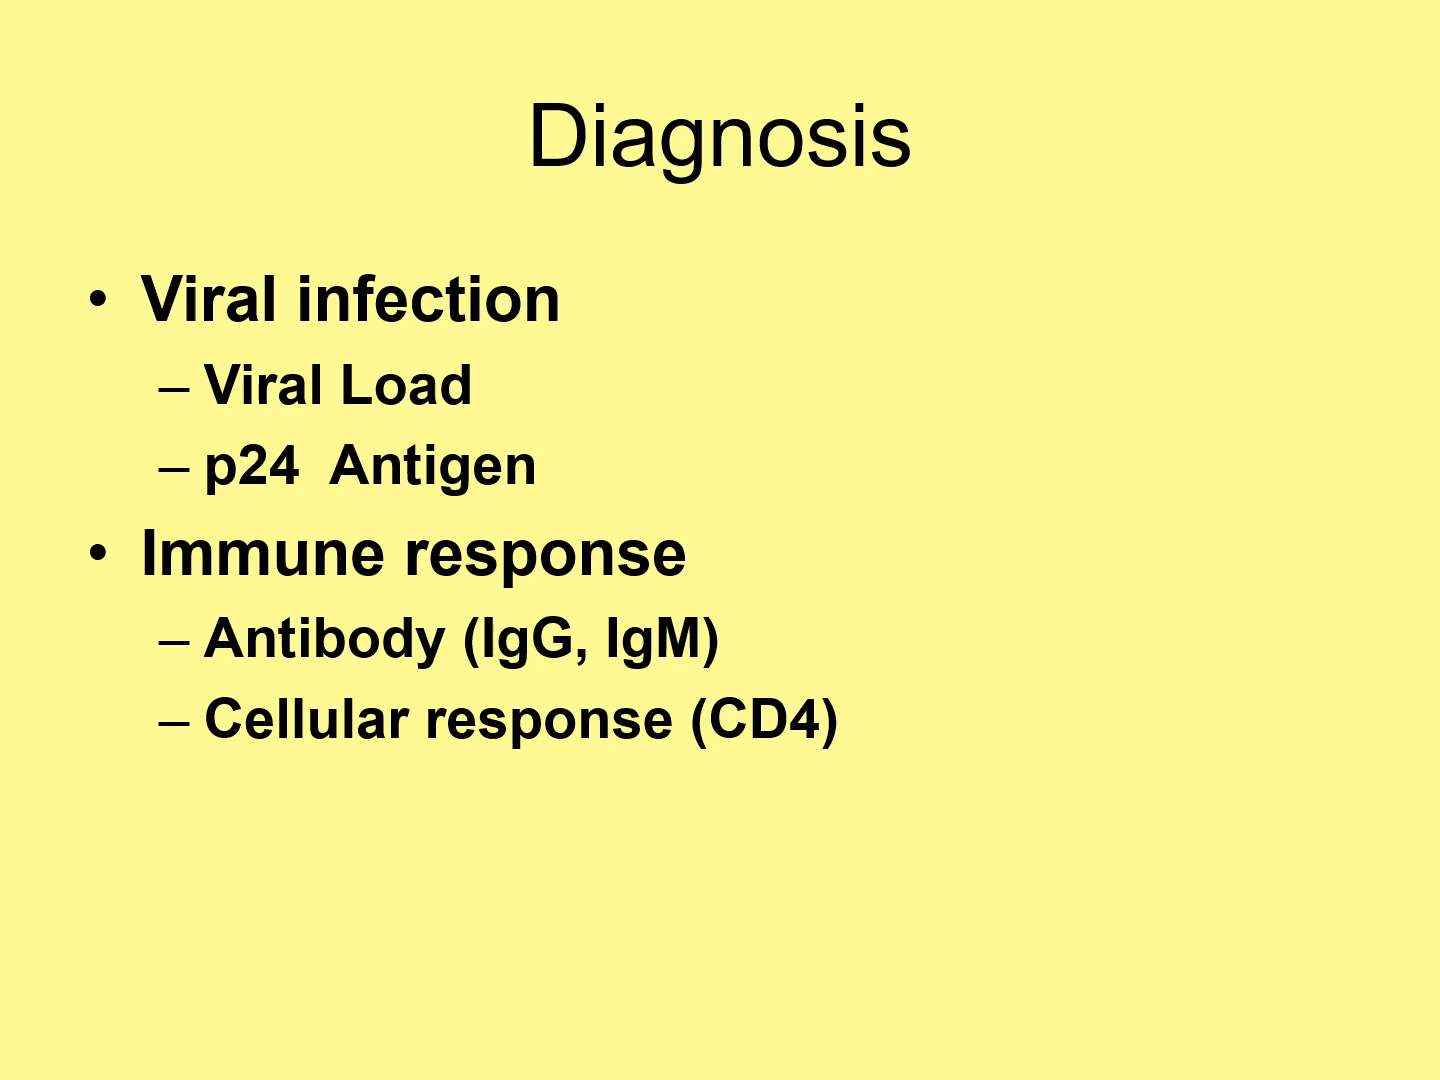 Diagnosis
• Viral infection
– Viral Load
– p24  Antigen
• Immune response
– Antibody (IgG, IgM)
– Cellular response (CD4)